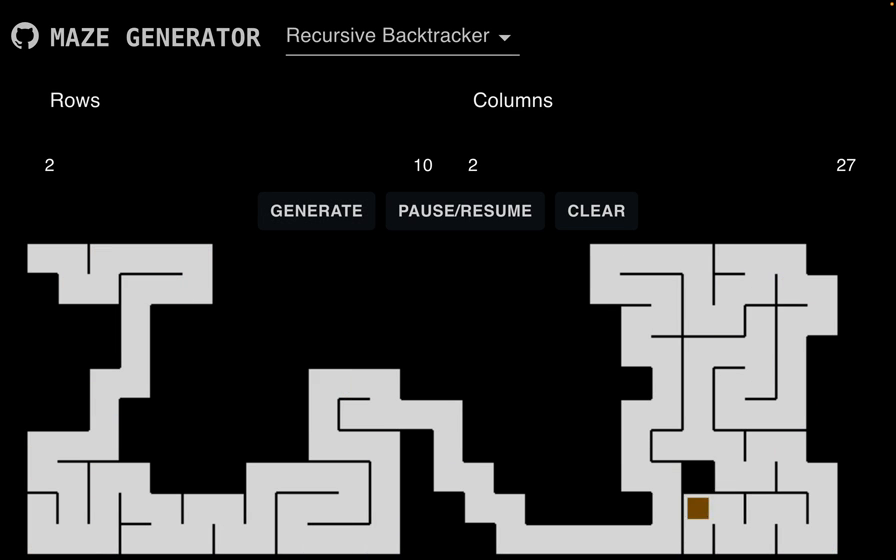 MAZE GENERATOR
Recursive Backtracker
Rows
Columns
2
10
2
27
GENERATE
PAUSE/RESUME
CLEAR